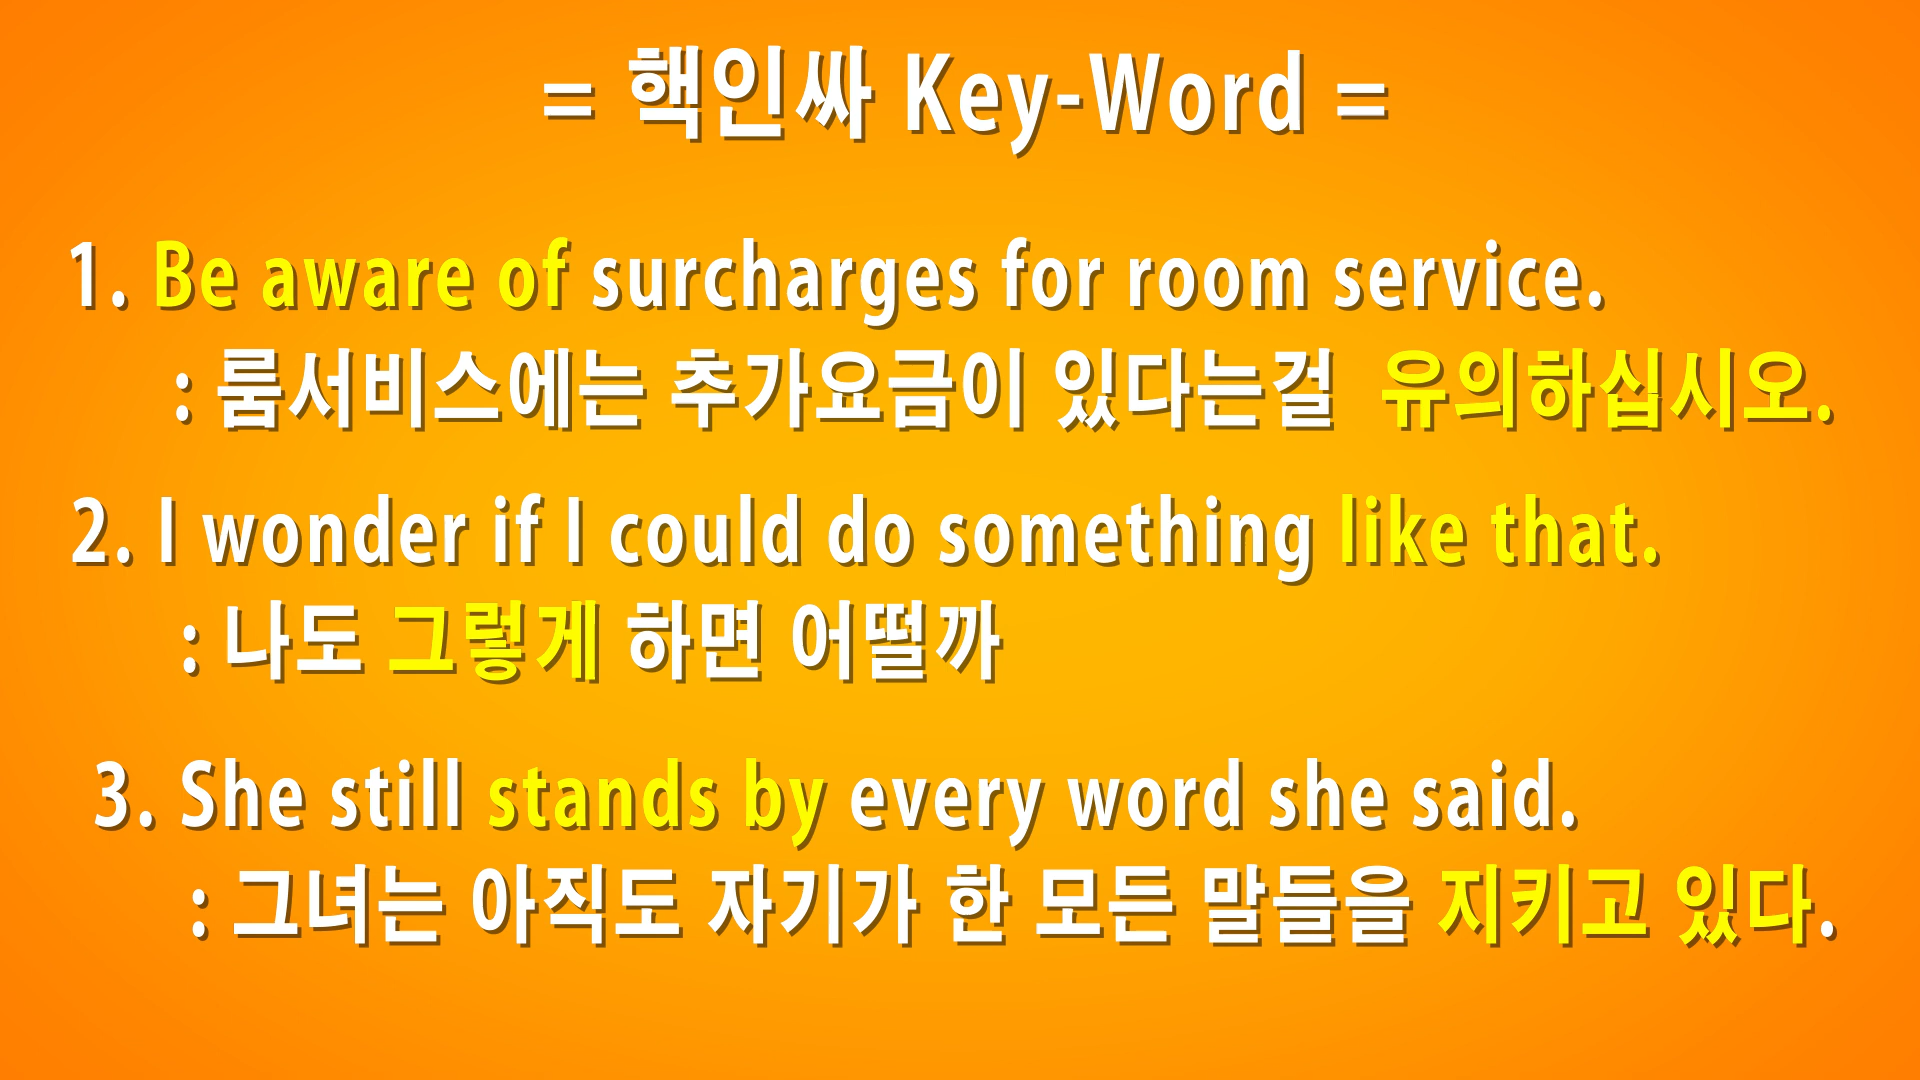 = 핵인싸 Key-Word =
1. Be aware of surcharges for room service.
: 룸서비스에는 추가요금이 있다는걸 유의하십시오.
2. I wonder if I could do something like that.
: 나도 그렇게 하면 어떨까
3. She still stands by every word she said.
: 그녀는 아직도 자기가 한 모든 말들을 지키고 있다.